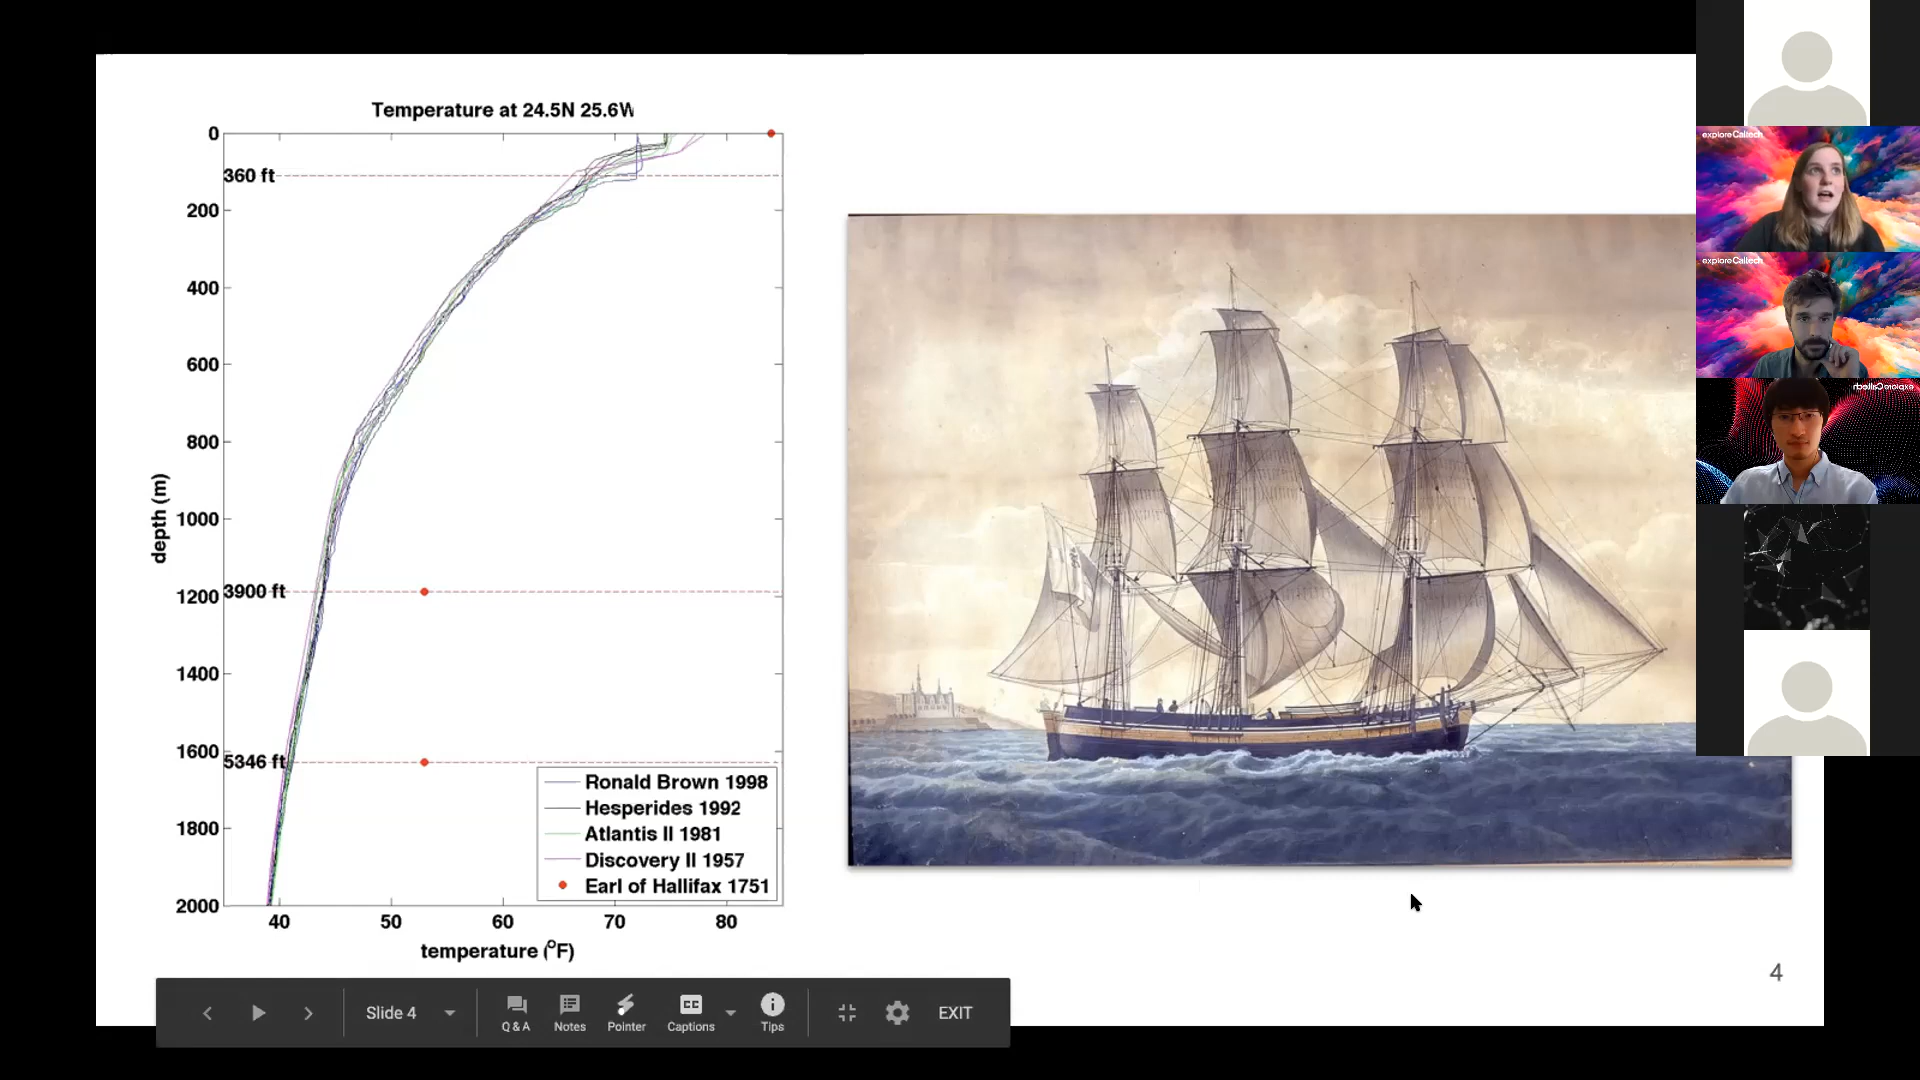 Temperature at 24.5N 25.6W
0
360 ft
200
400
600
800
1000
3900 ft
1200
1400
1600
5346 ft
1800
2000
depth (m)
40 50 60 70 80
temperature (°F)
Ronald Brown 1998
Hesperides 1992
Atlantis II 1981
Discovery II 1957
Earl of Hallifax 1751
4
Slide 4
Q & A
Notes
Pointer
CC
Captions
Tips
EXIT
exploreCaltech
exploreCaltech
exploreCaltech